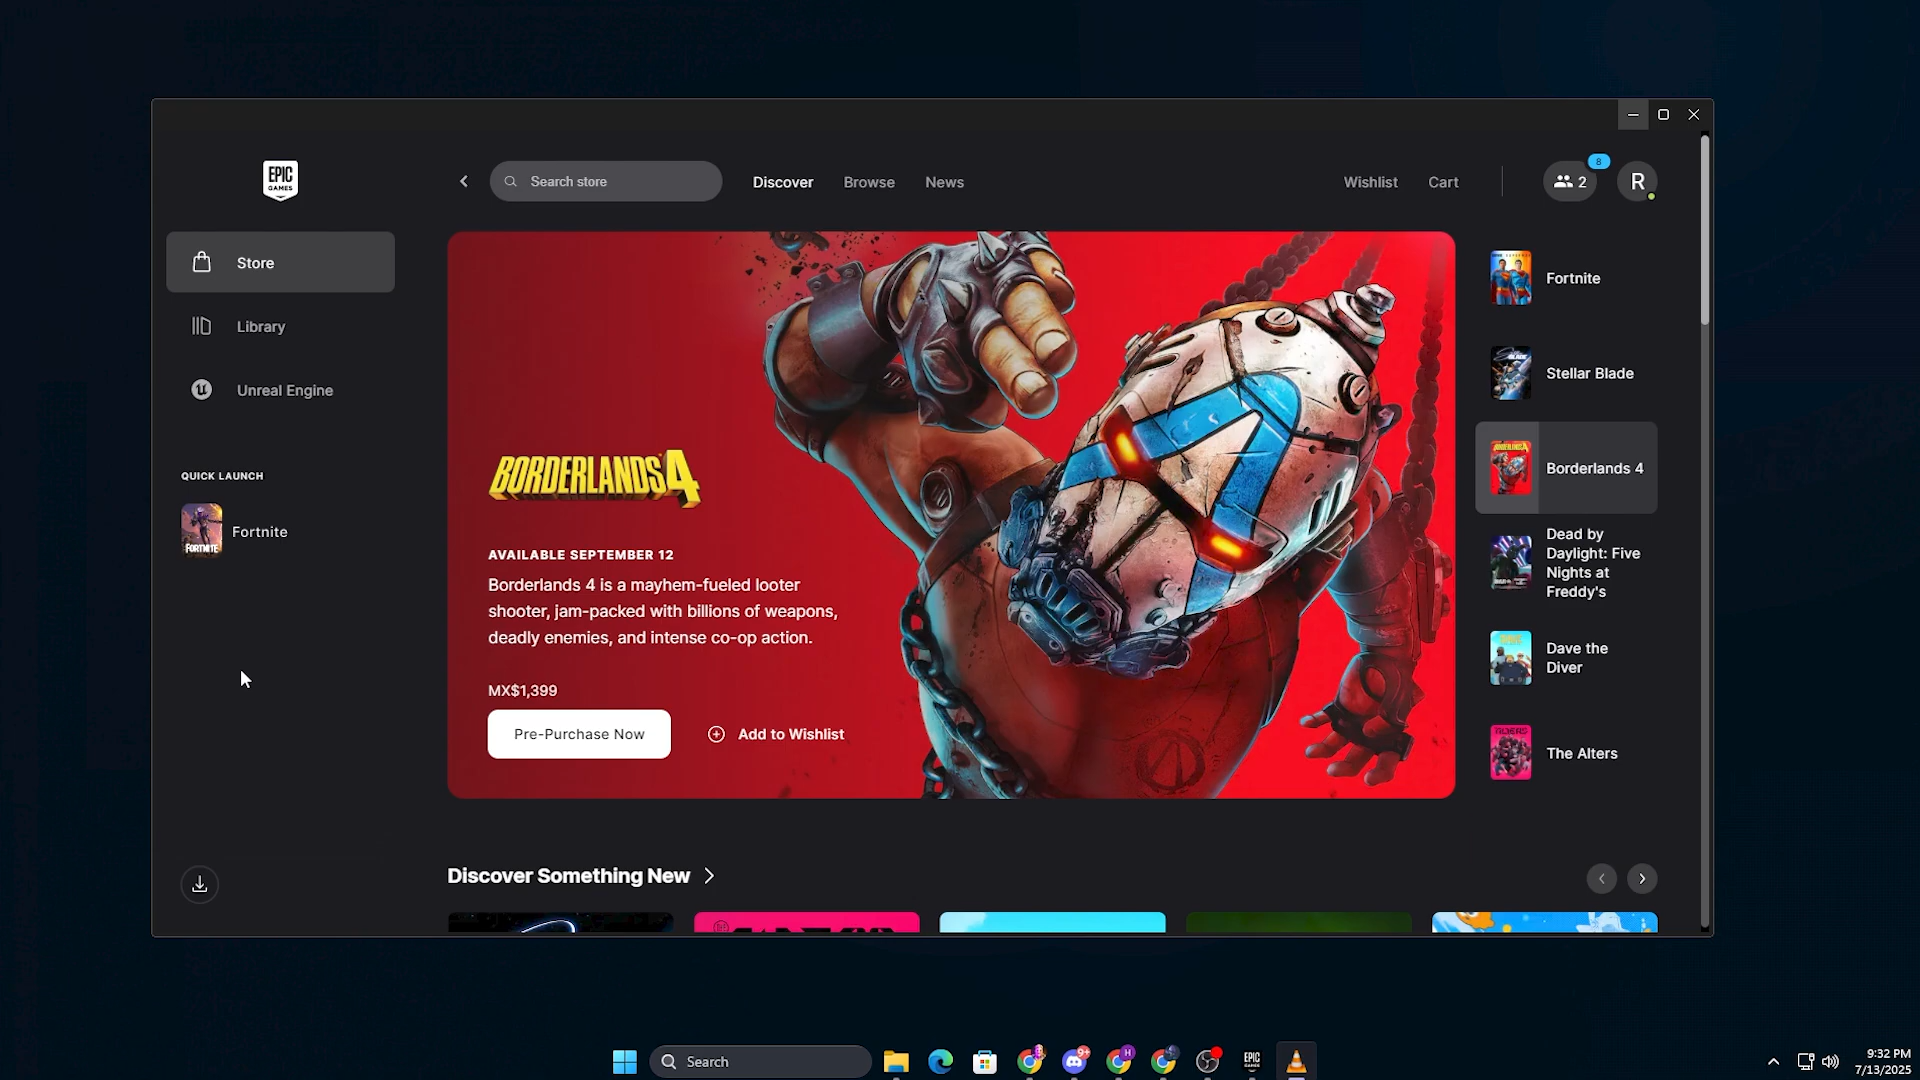 EPIC
GAMES
Search store
Discover
Browse
News
Wishlist
Cart
8
2
R
Store
Library
Unreal Engine
QUICK LAUNCH
FORTNITE
Fortnite
BORDERLANDS 4
AVAILABLE SEPTEMBER 12
Borderlands 4 is a mayhem-fueled looter
shooter, jam-packed with billions of weapons,
deadly enemies, and intense co-op action.
MX$1,399
Pre-Purchase Now
Add to Wishlist
Fortnite
Stellar Blade
Borderlands 4
Dead by
Daylight: Five
Nights at
Freddy's
Dave the
Diver
The Alters
Discover Something New
Search
9+
H
EPIC
GAMES
9:32 PM
7/13/2025